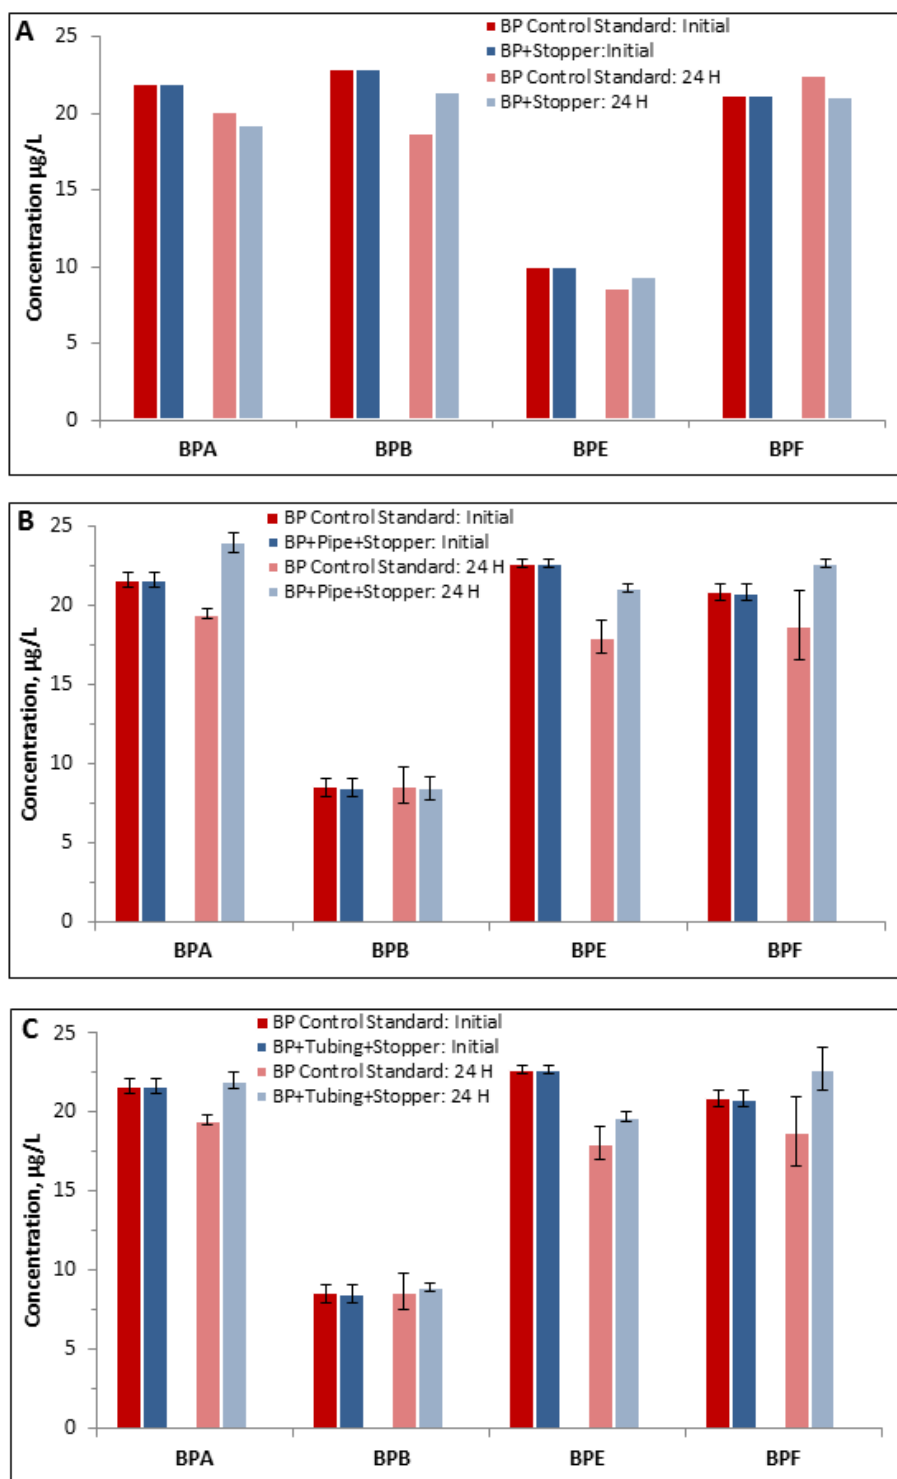 A
BP Control Standard: Initial
BP+Stopper:Initial
BP Control Standard: 24 H
BP+Stopper: 24 H
Concentration µg/L
25
20
15
10
5
0
BPA BPB BPE BPF
B
BP Control Standard: Initial
BP+Pipe+Stopper: Initial
BP Control Standard: 24 H
BP+Pipe+Stopper: 24 H
Concentration, µg/L
25
20
15
10
5
0
BPA BPB BPE BPF
C
BP Control Standard: Initial
BP+Tubing+Stopper: Initial
BP Control Standard: 24 H
BP+Tubing+Stopper: 24 H
Concentration, µg/L
25
20
15
10
5
0
BPA BPB BPE BPF